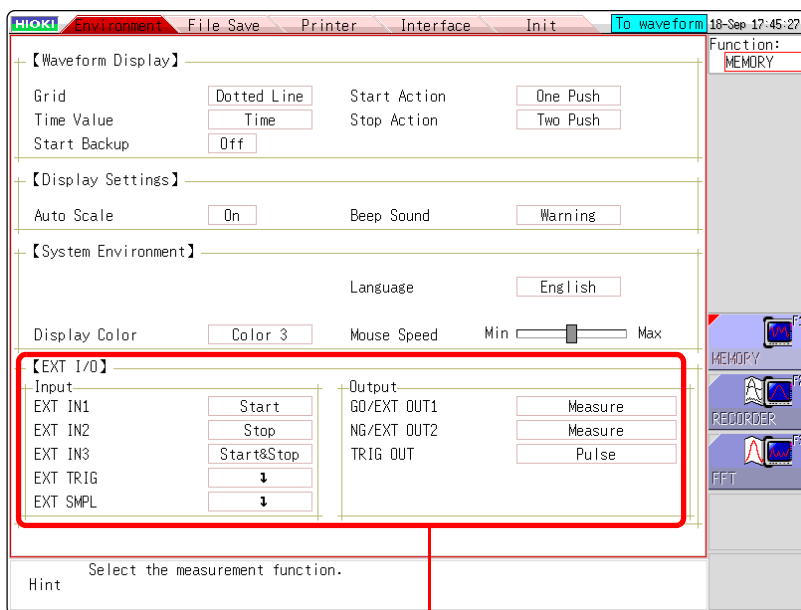 HIOKI Environment File Save Printer Interface Init To waveform 18-Sep 17:45:27
Function:
MEMORY
【Waveform Display】
Grid Dotted Line Start Action One Push
Time Value Time Stop Action Two Push
Start Backup Off
【Display Settings】
Auto Scale On Beep Sound Warning
【System Environment】
Language English
Display Color Color 3 Mouse Speed Min Max
【EXT I/O】
Input Output
EXT IN1 Start GO/EXT OUT1 Measure
EXT IN2 Stop NG/EXT OUT2 Measure
EXT IN3 Start&Stop TRIG OUT Pulse
EXT TRIG ↴
EXT SMPL ↴
MEMORY
RECORDER
FFT
Select the measurement function.
Hint